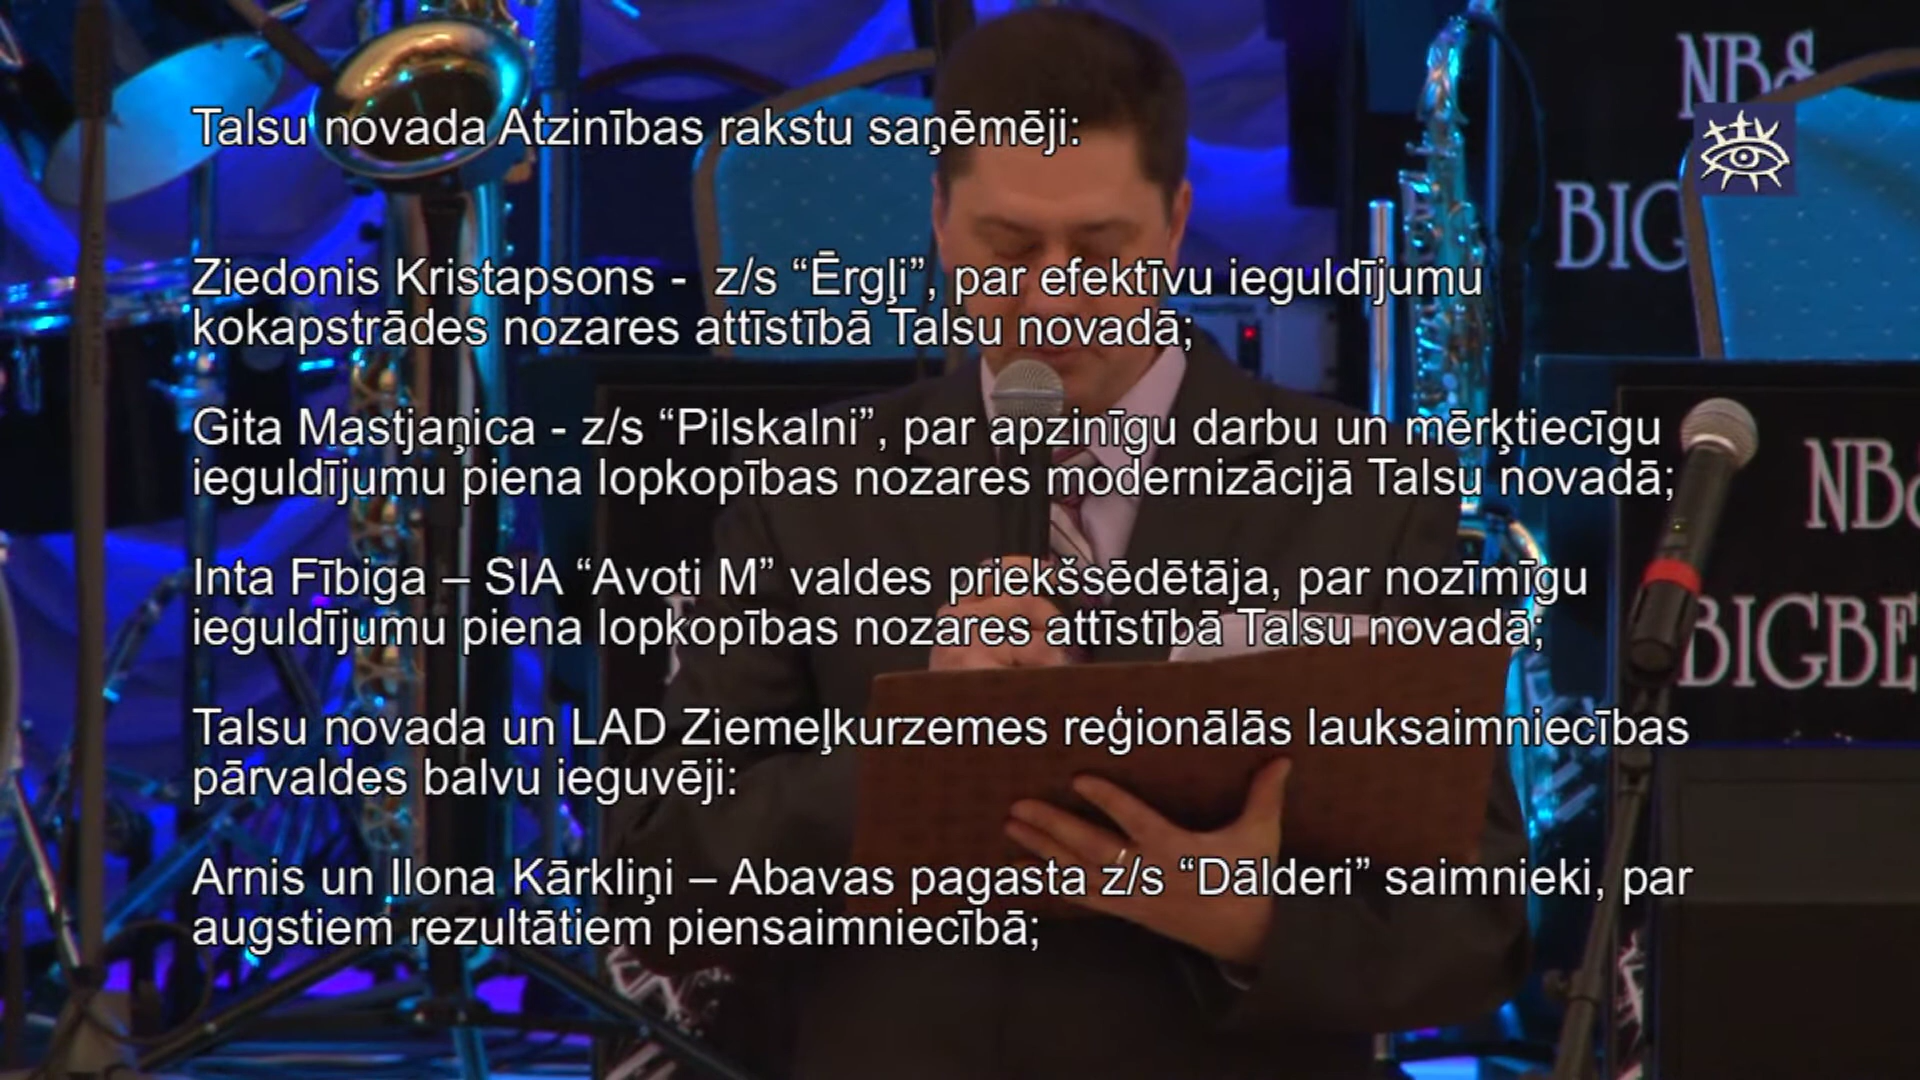 Talsu novada Atzinības rakstu saņēmēji:
Ziedonis Kristapsons - z/s “Ērgļi”, par efektīvu ieguldījumu
kokapstrādes nozares attīstībā Talsu novadā;
Gita Mastjaņica - z/s “Pilskalni”, par apzinīgu darbu un mērķtiecīgu
ieguldījumu piena lopkopības nozares modernizācijā Talsu novadā;
Inta Fībiga – SIA “Avoti M” valdes priekšsēdētāja, par nozīmīgu
ieguldījumu piena lopkopības nozares attīstībā Talsu novadā;
Talsu novada un LAD Ziemeļkurzemes reģionālās lauksaimniecības
pārvaldes balvu ieguvēji:
Arnis un Ilona Kārkliņi – Abavas pagasta z/s “Dālderi” saimnieki, par
augstiem rezultātiem piensaimniecībā;
NB&
BIG
NB&
BIGBE